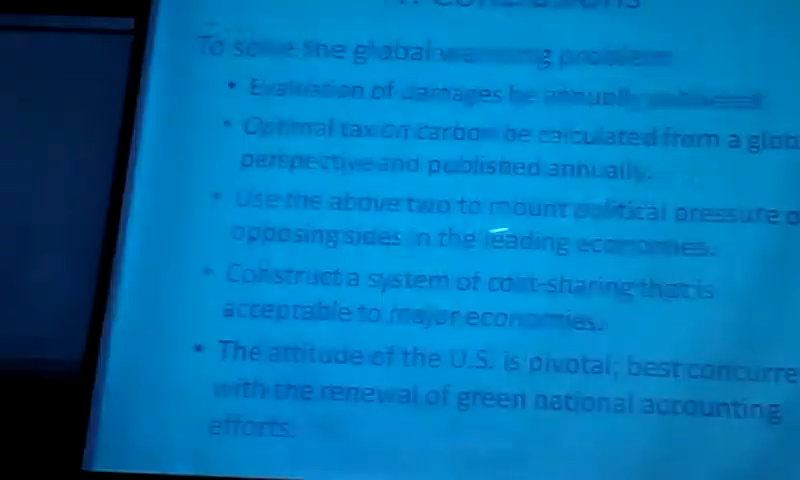 To solve the global warming problem
• Evaluation of damages be annually published.
• Optimal tax on carbon be calculated from a glob
perspective and published annually.
• Use the above two to mount political pressure o
opposing sides in the leading economies.
• Construct a system of cost-sharing that is
acceptable to major economies.
• The attitude of the U.S. is pivotal; best concurre
with the renewal of green national accounting
efforts.